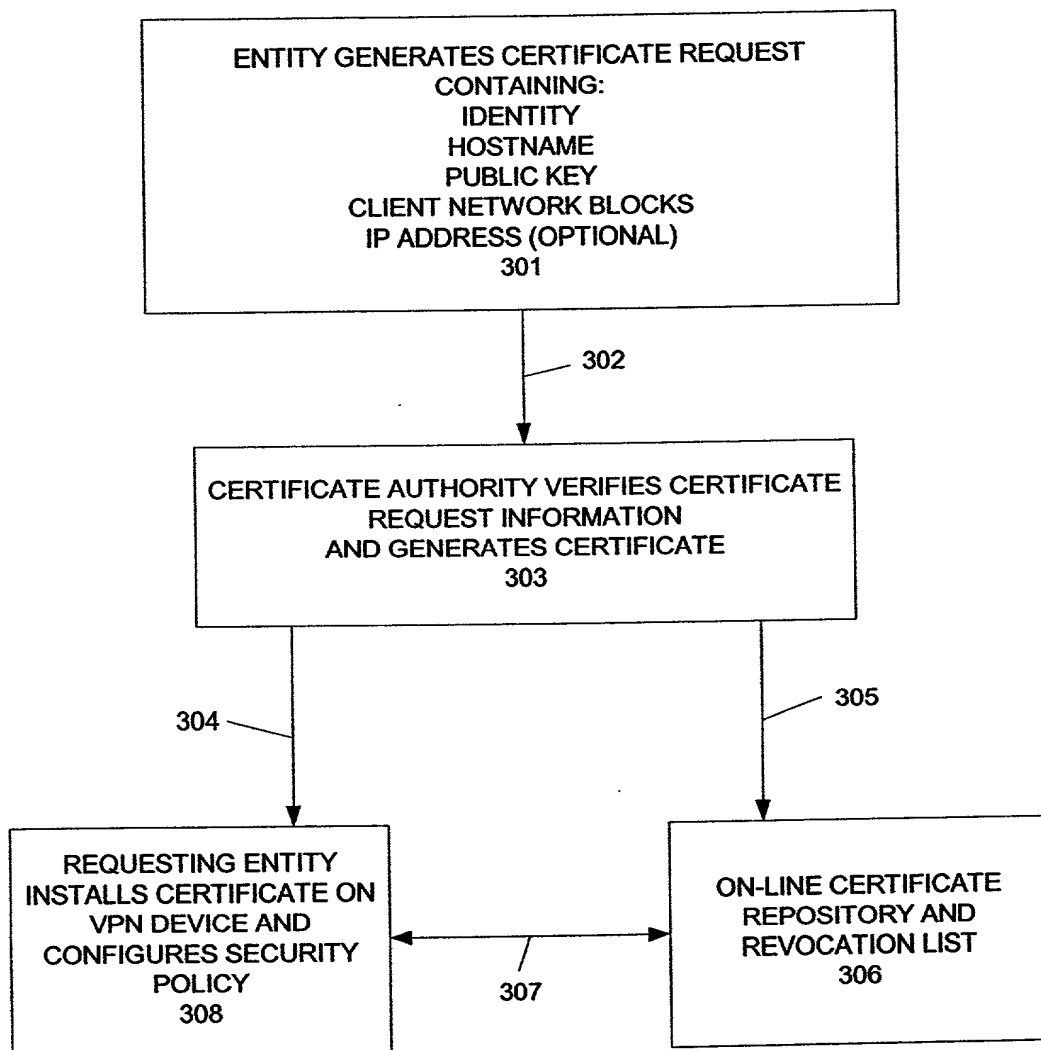 ENTITY GENERATES CERTIFICATE REQUEST
CONTAINING:
IDENTITY
HOSTNAME
PUBLIC KEY
CLIENT NETWORK BLOCKS
IP ADDRESS (OPTIONAL)
301
302
CERTIFICATE AUTHORITY VERIFIES CERTIFICATE
REQUEST INFORMATION
AND GENERATES CERTIFICATE
303
304
305
REQUESTING ENTITY
INSTALLS CERTIFICATE ON
VPN DEVICE AND
CONFIGURES SECURITY
POLICY
308
307
ON-LINE CERTIFICATE
REPOSITORY AND
REVOCATION LIST
306